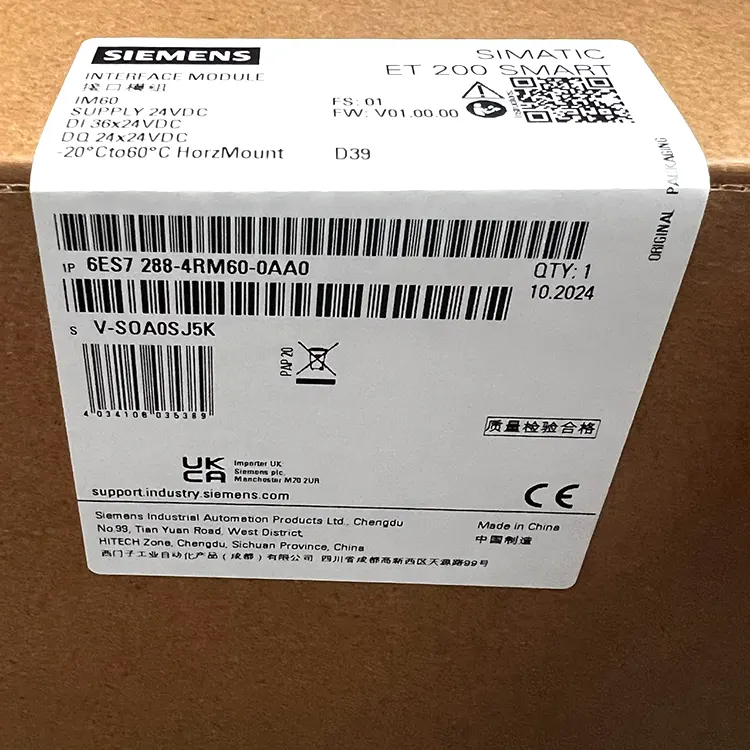 SIEMENS
SIMATIC
ET 200 SMART
INTERFACE MODULE
接口模块
IM60
SUPPLY 24VDC
DI 36x24VDC
DQ 24x24VDC
-20°Cto60°C HorzMount
FS: 01
FW: V01.00.00
D39
ORIGINAL PACKAGING
1P 6ES7 288-4RM60-0AA0
QTY: 1
10.2024
S V-SOA0SJ5K
PAP 20
4 034106 035389
质量检验合格
UK
CA
Importer UK
Siemens plc.
Manchester M20 2UR
support.industry.siemens.com
CE
Siemens Industrial Automation Products Ltd., Chengdu
No.99, Tian Yuan Road, West District,
HITECH Zone, Chengdu, Sichuan Province, China
西门子工业自动化产品（成都）有限公司 四川省成都高新西区天源路99号
Made in China
中国制造